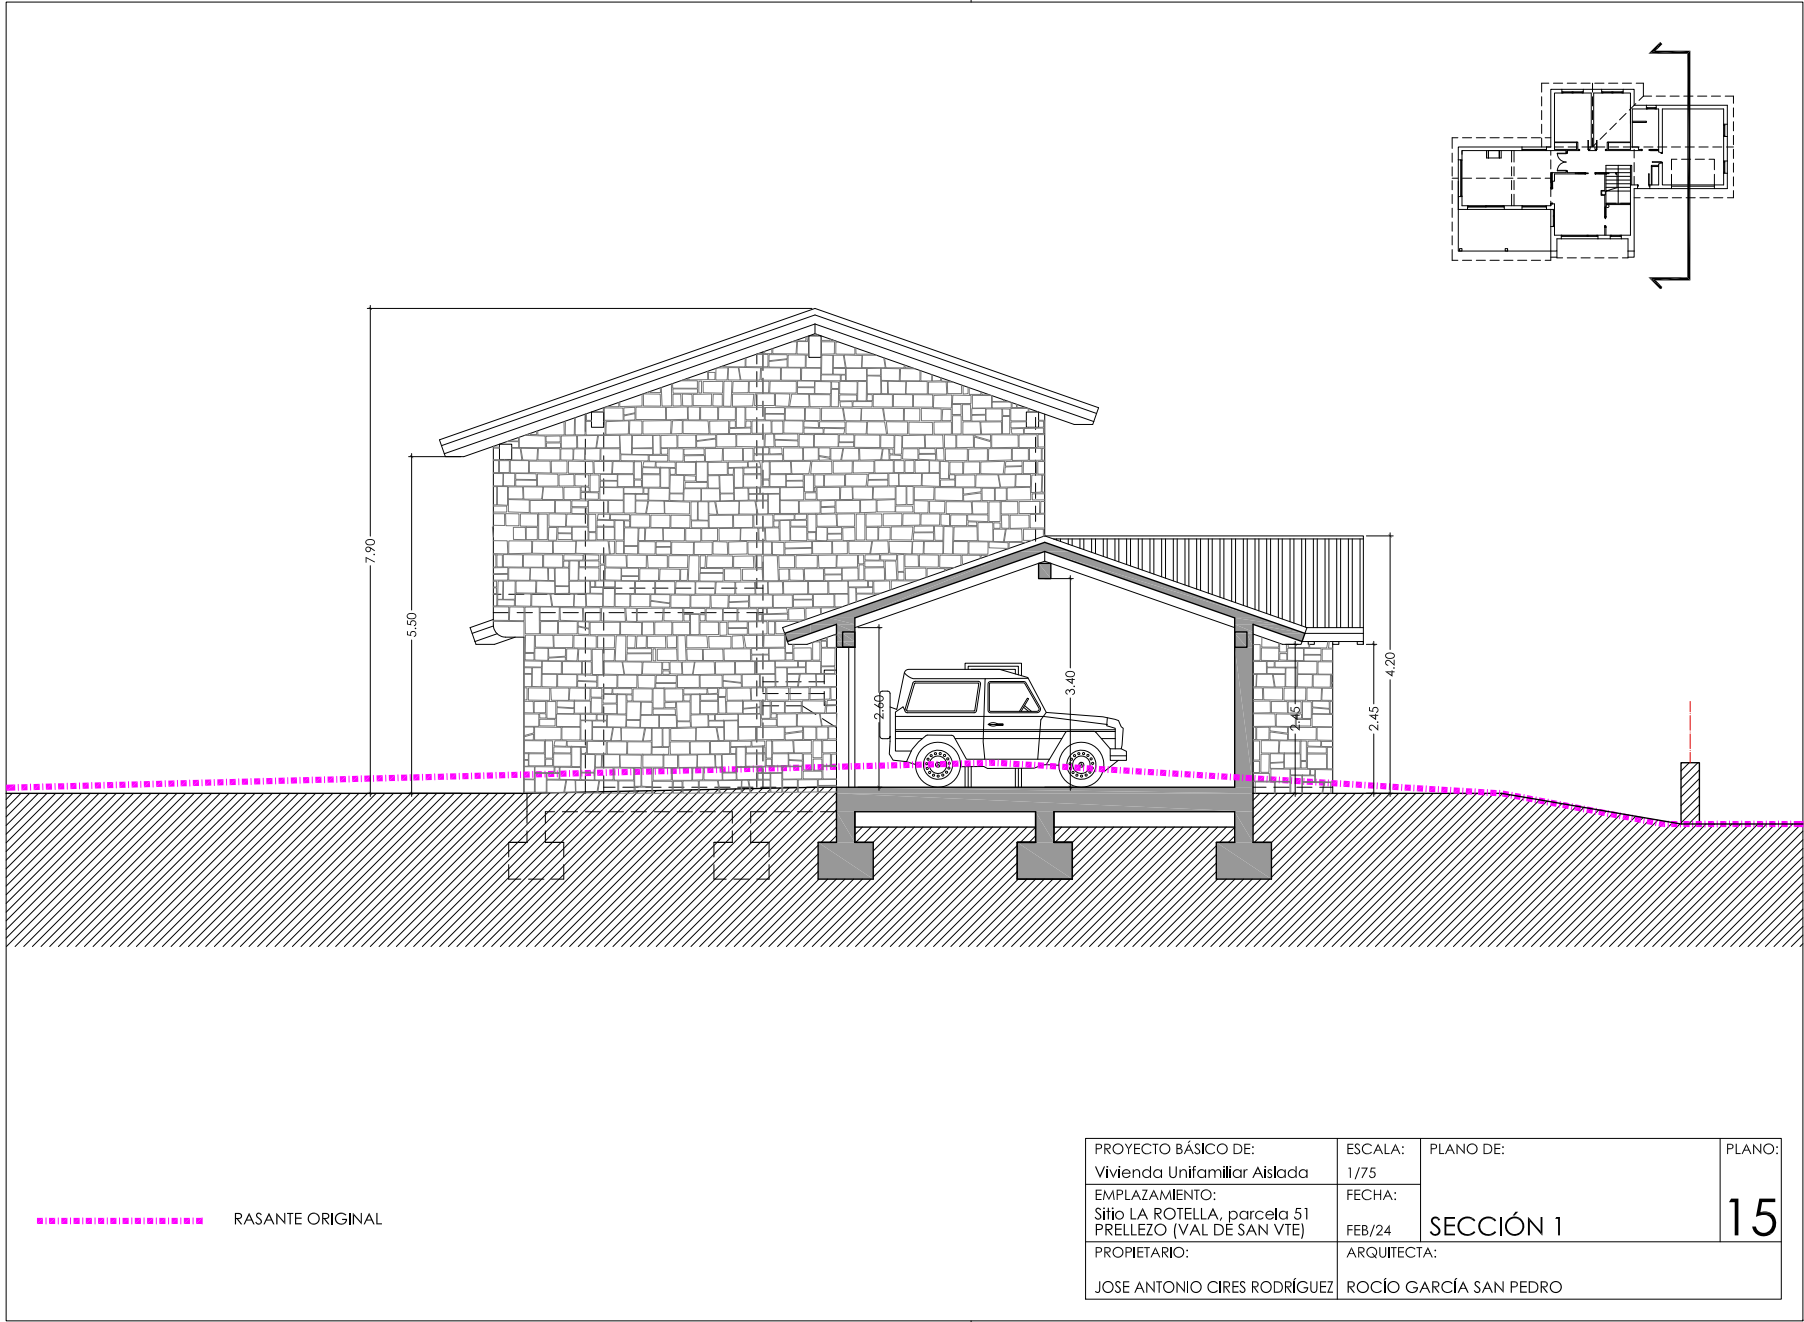 7.90
5.50
2.60
3.40
2.45
2.45
4.20
RASANTE ORIGINAL
PROYECTO BÁSICO DE:
Vivienda Unifamiliar Aislada
ESCALA:
1/75
PLANO DE:
SECCIÓN 1
PLANO:
15
EMPLAZAMIENTO:
Sitio LA ROTELLA, parcela 51
PRELLEZO (VAL DE SAN VTE)
FECHA:
FEB/24
PROPIETARIO:
JOSE ANTONIO CIRES RODRÍGUEZ
ARQUITECTA:
ROCÍO GARCÍA SAN PEDRO